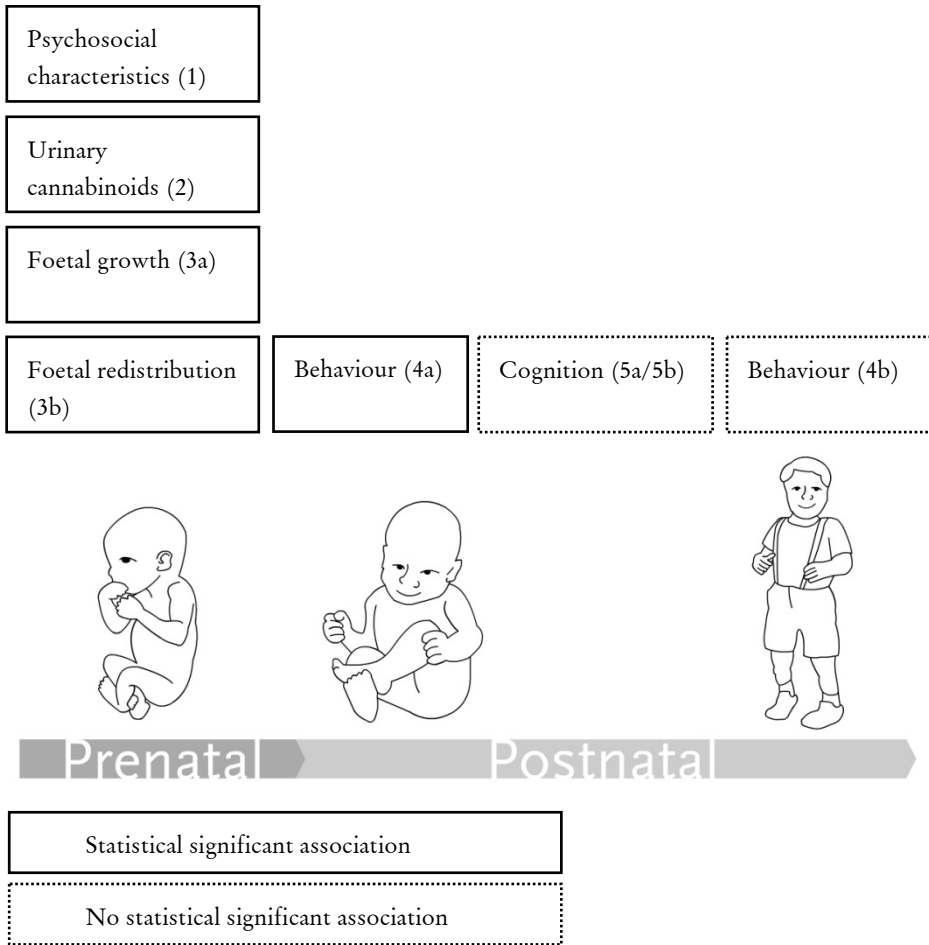 Psychosocial
characteristics (1)
Urinary
cannabinoids (2)
Foetal growth (3a)
Foetal redistribution
(3b)
Behaviour (4a)
Cognition (5a/5b)
Behaviour (4b)
Prenatal
Postnatal
Statistical significant association
No statistical significant association